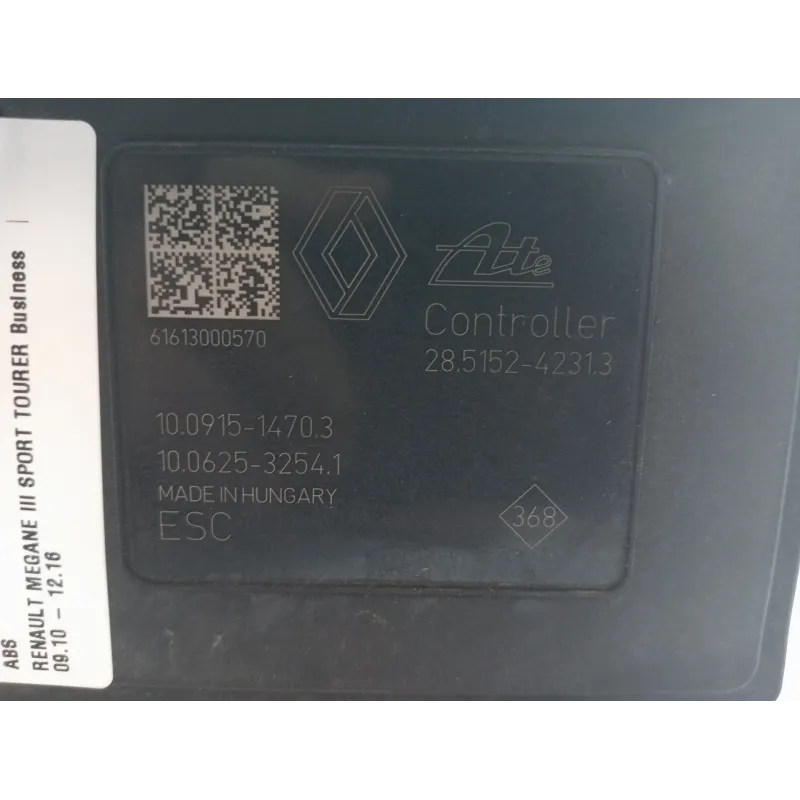 ABS
RENAULT MEGANE III SPORT TOURER Business |
09.10 - 12.16
61613000570
Ate
Controller
28.5152-4231.3
10.0915-1470.3
10.0625-3254.1
MADE IN HUNGARY
ESC
368